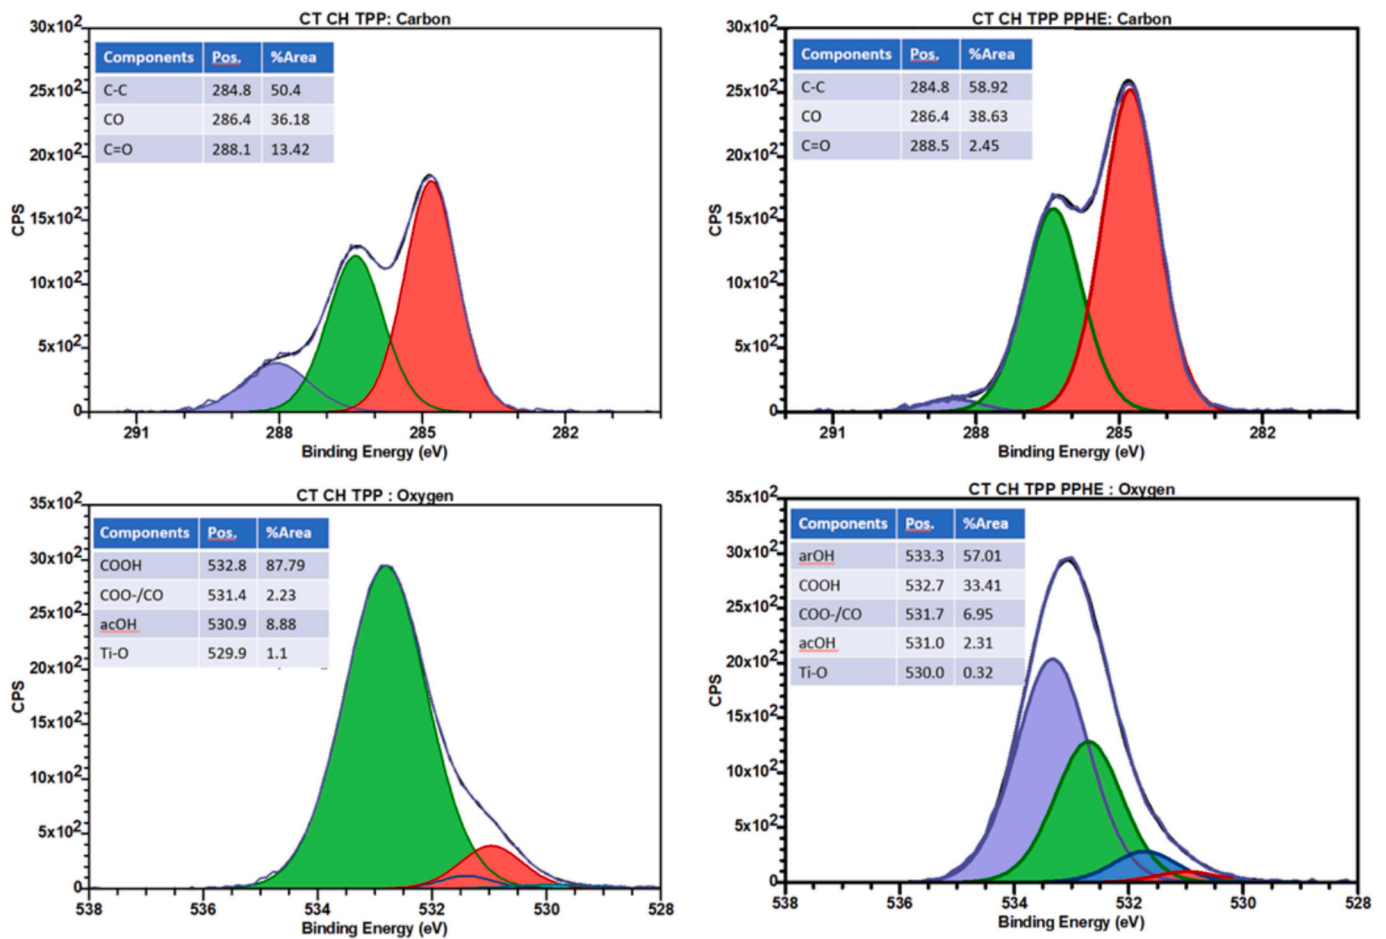 CT CH TPP: Carbon
Components Pos. %Area
C-C 284.8 50.4
CO 286.4 36.18
C=O 288.1 13.42
30x10²
25x10²
20x10²
15x10²
10x10²
5x10²
0
CPS
291 288 285 282
Binding Energy (eV)
CT CH TPP PPHE: Carbon
Components Pos. %Area
C-C 284.8 58.92
CO 286.4 38.63
C=O 288.5 2.45
30x10²
25x10²
20x10²
15x10²
10x10²
5x10²
0
CPS
291 288 285 282
Binding Energy (eV)
CT CH TPP : Oxygen
Components Pos. %Area
COOH 532.8 87.79
COO-/CO 531.4 2.23
acOH 530.9 8.88
Ti-O 529.9 1.1
35x10²
30x10²
25x10²
20x10²
15x10²
10x10²
5x10²
0
CPS
538 536 534 532 530 528
Binding Energy (eV)
CT CH TPP PPHE : Oxygen
Components Pos. %Area
arOH 533.3 57.01
COOH 532.7 33.41
COO-/CO 531.7 6.95
acOH 531.0 2.31
Ti-O 530.0 0.32
35x10²
30x10²
25x10²
20x10²
15x10²
10x10²
5x10²
0
CPS
538 538 534 532 530 528
Binding Energy (eV)